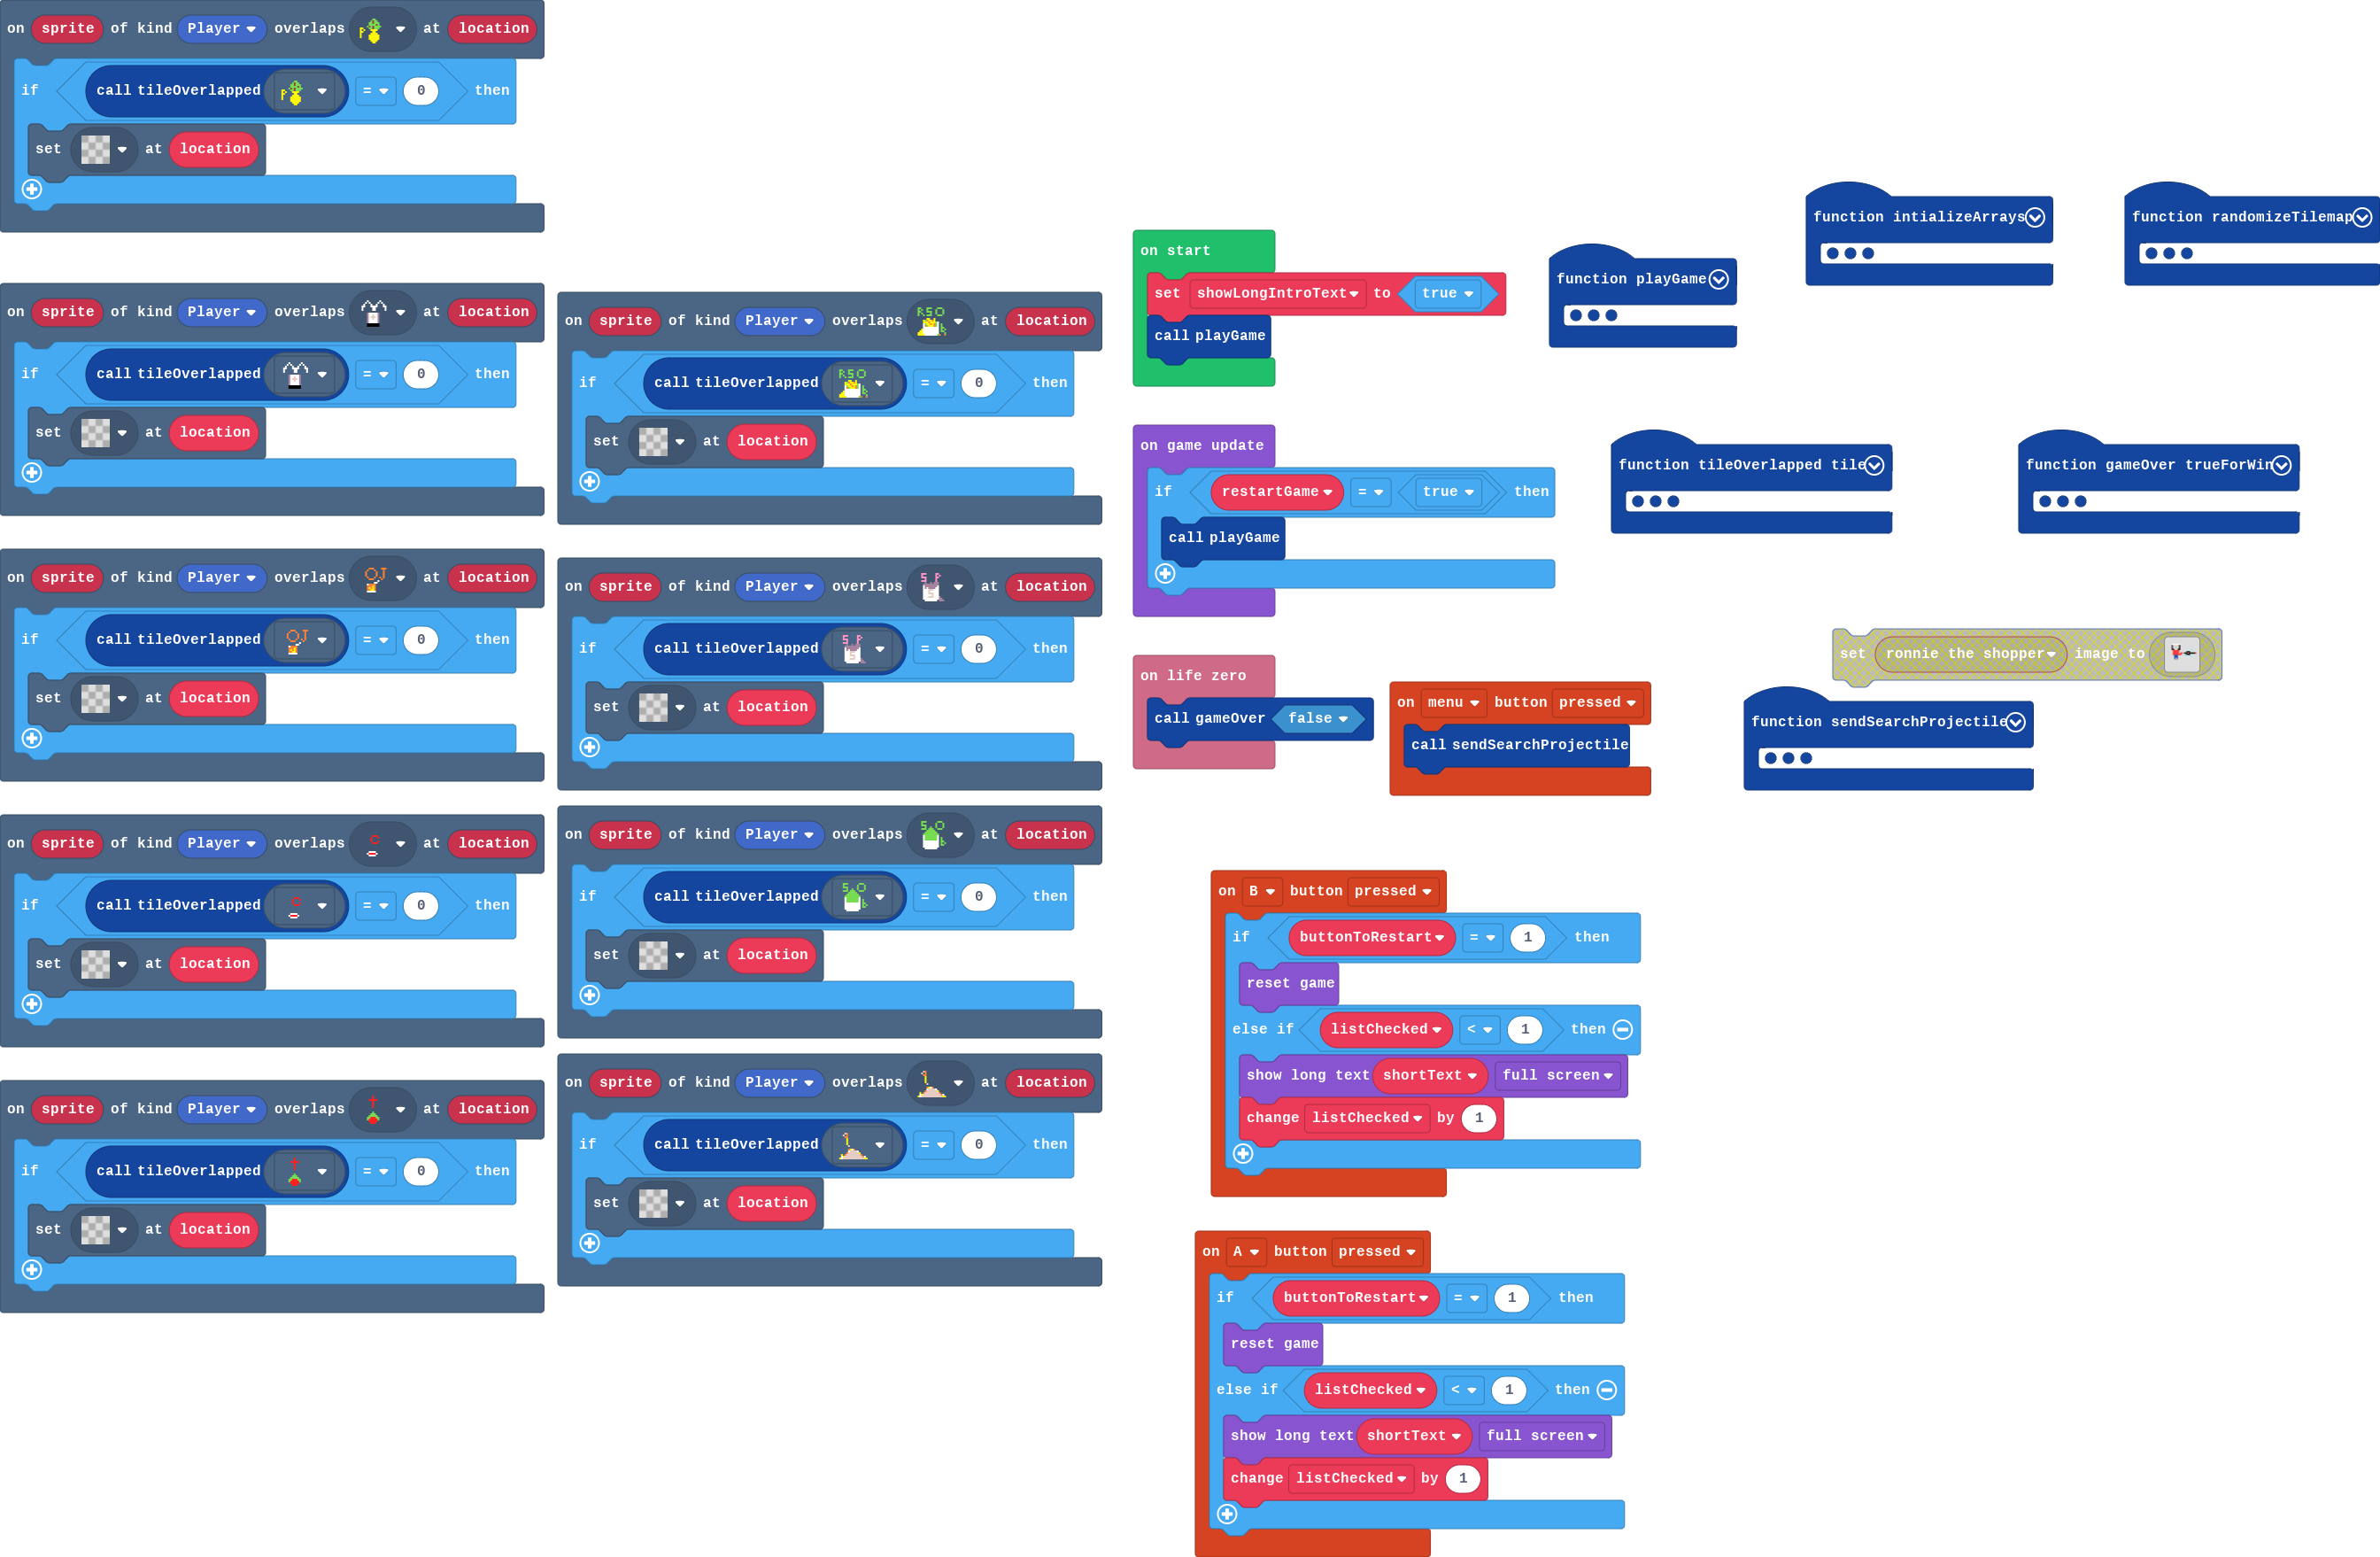 on sprite of kind Player overlaps at location
if call tileOverlapped = 0 then
set at location
on sprite of kind Player overlaps at location
if call tileOverlapped = 0 then
set at location
on sprite of kind Player overlaps at location
if call tileOverlapped = 0 then
set at location
on sprite of kind Player overlaps at location
if call tileOverlapped = 0 then
set at location
on sprite of kind Player overlaps at location
if call tileOverlapped = 0 then
set at location
on sprite of kind Player overlaps RSO at location
if call tileOverlapped RSO = 0 then
set at location
on sprite of kind Player overlaps at location
if call tileOverlapped = 0 then
set at location
on sprite of kind Player overlaps at location
if call tileOverlapped = 0 then
set at location
on sprite of kind Player overlaps at location
if call tileOverlapped = 0 then
set at location
on start
set showLongIntroText to true
call playGame
function playGame
function intializeArrays
function randomizeTilemap
on game update
if restartGame = true then
call playGame
function tileOverlapped tile
function gameOver trueForWin
on life zero
call gameOver false
on menu button pressed
call sendSearchProjectile
set ronnie the shopper image to
function sendSearchProjectile
on B button pressed
if buttonToRestart = 1 then
reset game
else if listChecked < 1 then
show long text shortText full screen
change listChecked by 1
on A button pressed
if buttonToRestart = 1 then
reset game
else if listChecked < 1 then
show long text shortText full screen
change listChecked by 1